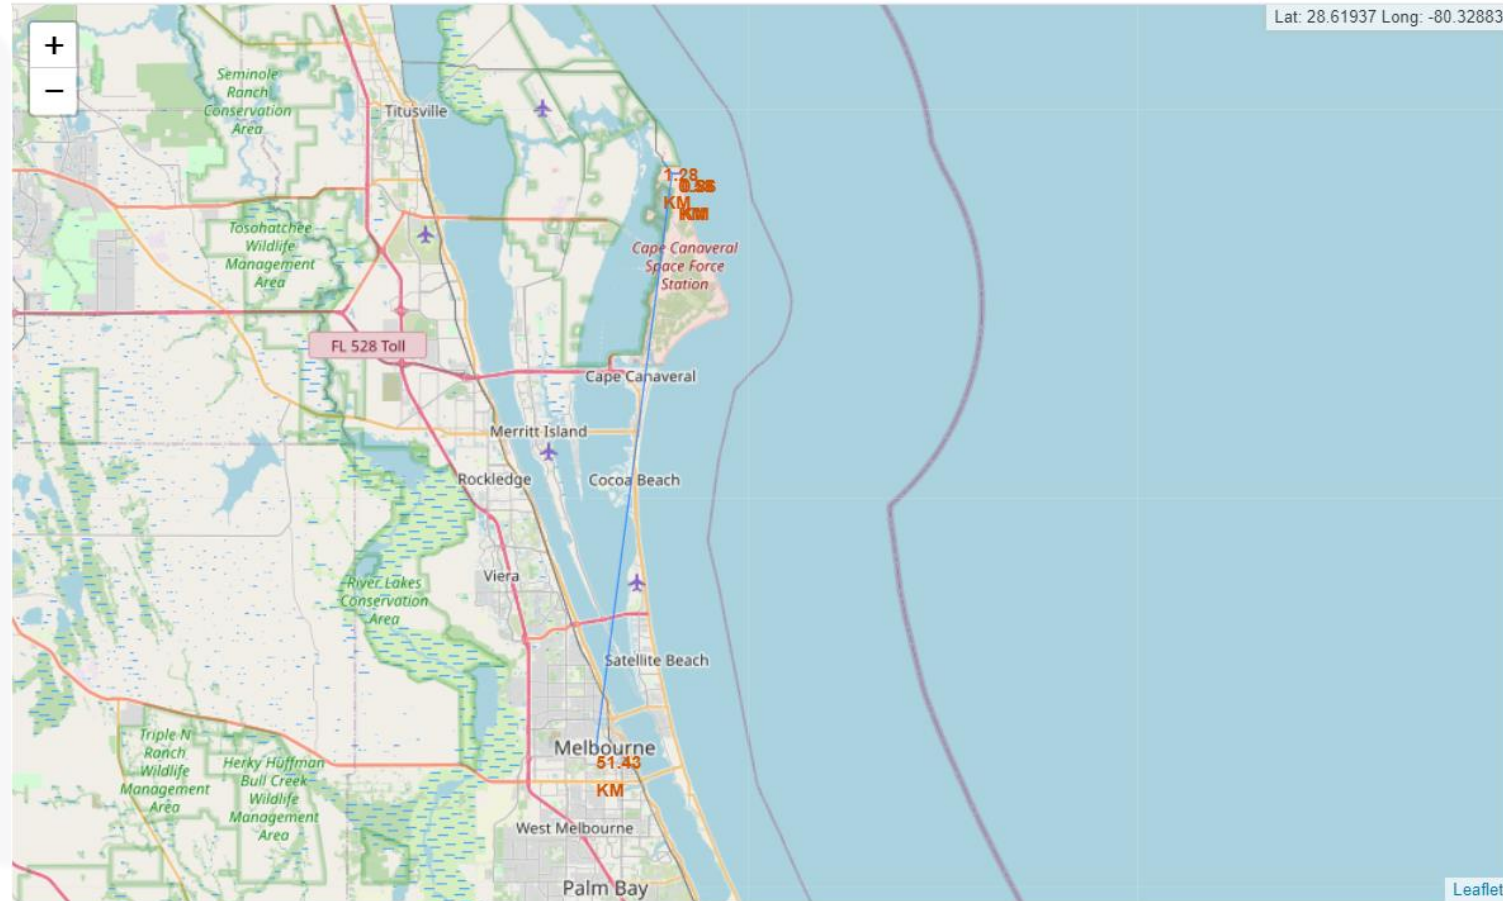 +
−
Lat: 28.61937 Long: -80.32883
Seminole
Ranch
Conservation
Area
Titusville
1.28
KM
KM
Tosohatchee
Wildlife
Management
Area
Cape Canaveral
Space Force
Station
FL 528 Toll
Cape Canaveral
Merritt Island
Rockledge
Cocoa Beach
Viera
River Lakes
Conservation
Area
Satellite Beach
Melbourne
51.43
KM
Triple N
Ranch
Wildlife
Management
Area
Herky Huffman
Bull Creek
Wildlife
Management
Area
West Melbourne
Palm Bay
Leaflet